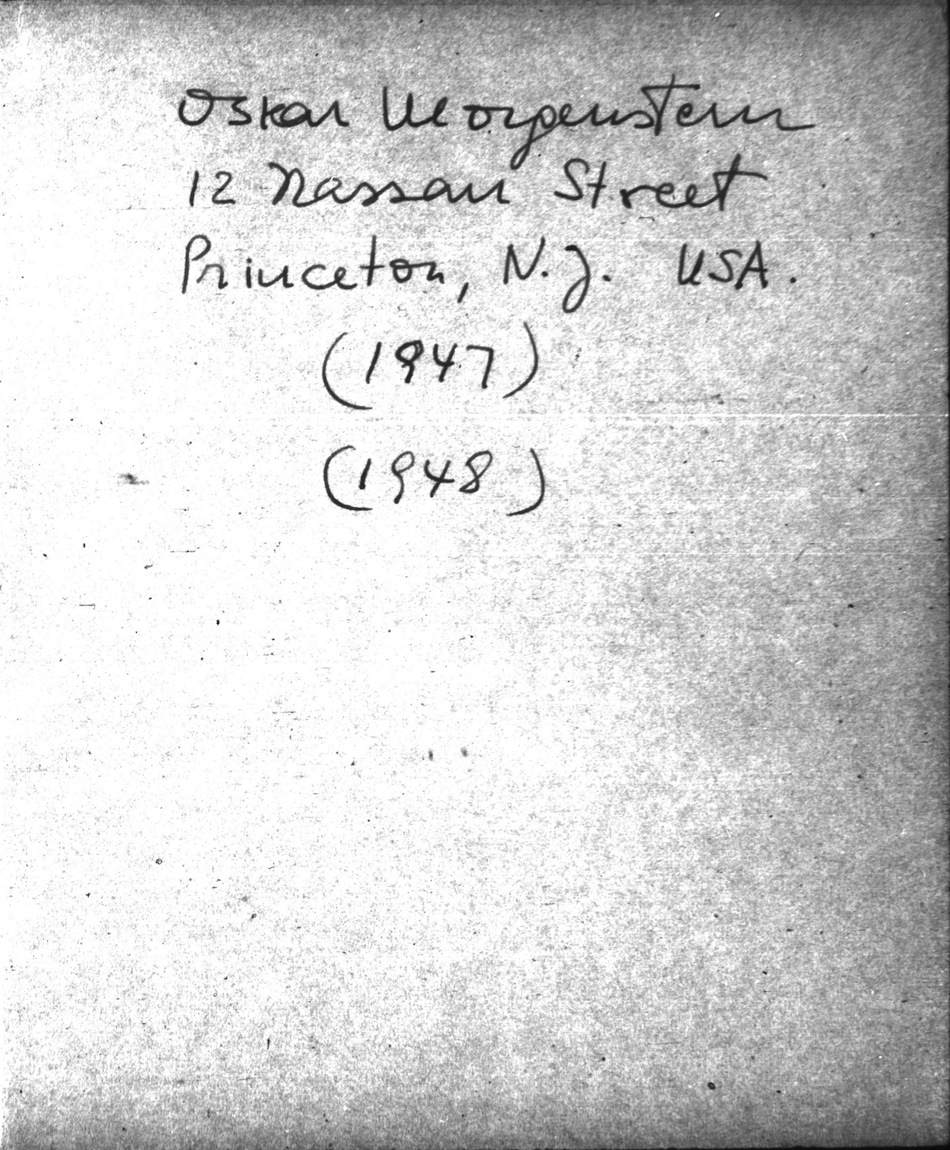 Oskar Morgenstern
12 Nassau Street
Princeton, N.J. USA.
(1947)
(1948)